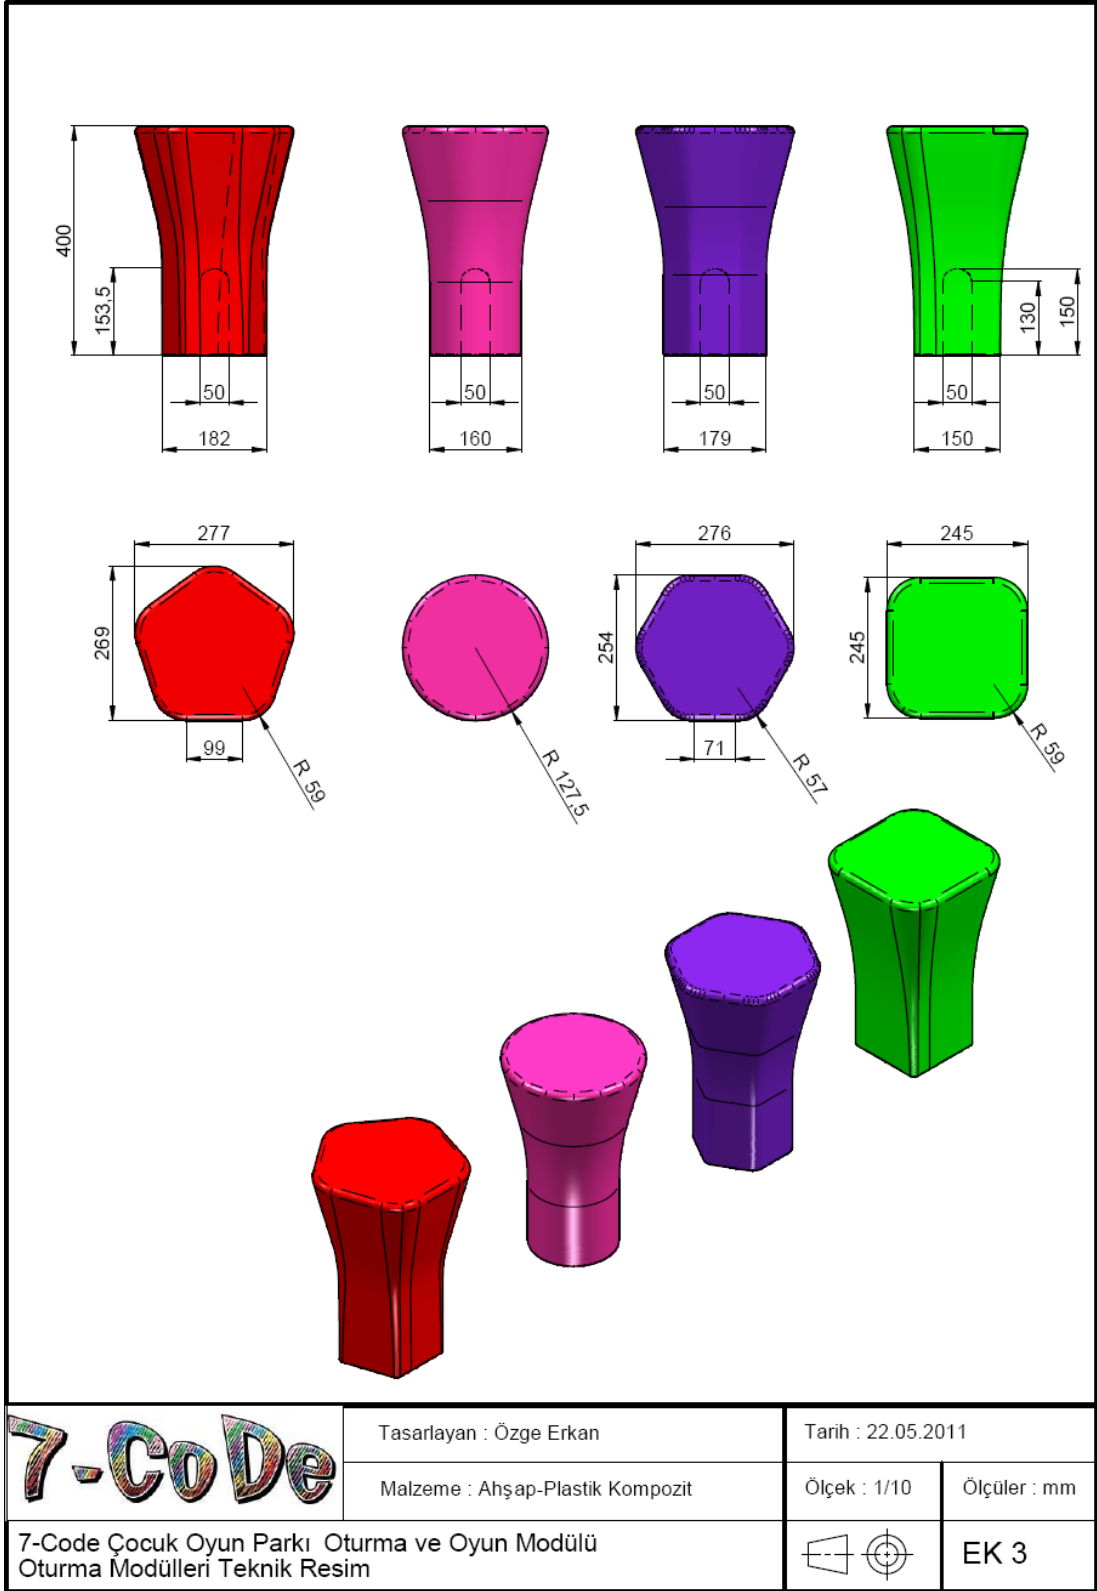 400
153,5
130
150
50
50
50
50
182
160
179
150
277
276
245
269
254
245
99
71
R 59
R 127,5
R 57
R 59
7-CoDe
Tasarlayan : Özge Erkan
Tarih : 22.05.2011
Malzeme : Ahşap-Plastik Kompozit
Ölçek : 1/10
Ölçüler : mm
7-Code Çocuk Oyun Parkı Oturma ve Oyun Modülü
Oturma Modülleri Teknik Resim
EK 3